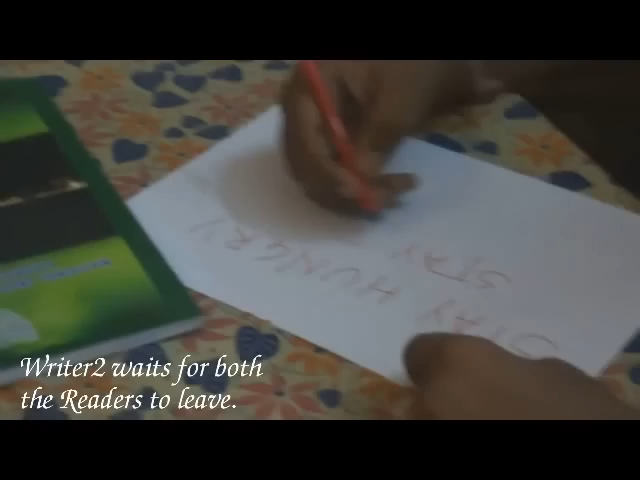 STAY HUNGRY
STAY
Writer2 waits for both
the Readers to leave.